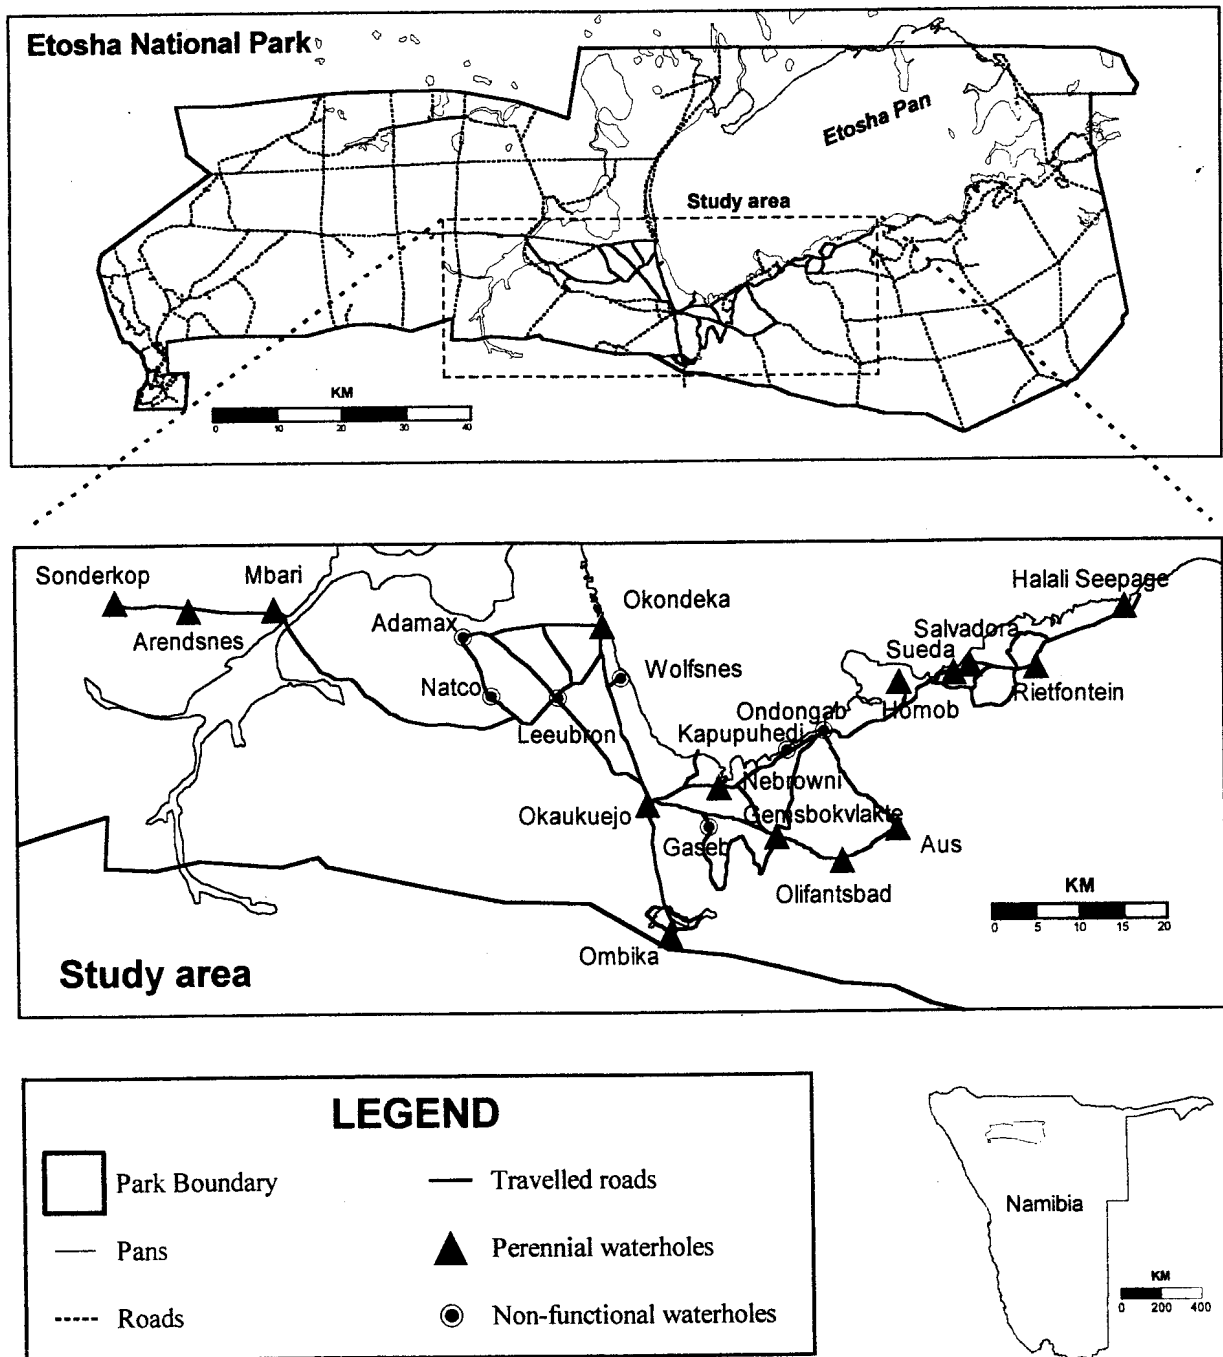 Etosha National Park
Etosha Pan
Study area
KM
0 10 20 30 40
Sonderkop
Mbari
Arendsnes
Adamax
Okondeka
Halali Seepage
Salvadora
Sueda
Natco
Wolfsnes
Rietfontein
Homob
Ondongab
Leeubron
Kapupuhedi
Nebrowni
Okaukuejo
Gemsbokvlakte
Gaseb
Aus
Olifantsbad
KM
0 5 10 15 20
Ombika
Study area
LEGEND
Park Boundary
Travelled roads
Pans
Perennial waterholes
Roads
Non-functional waterholes
Namibia
KM
0 200 400